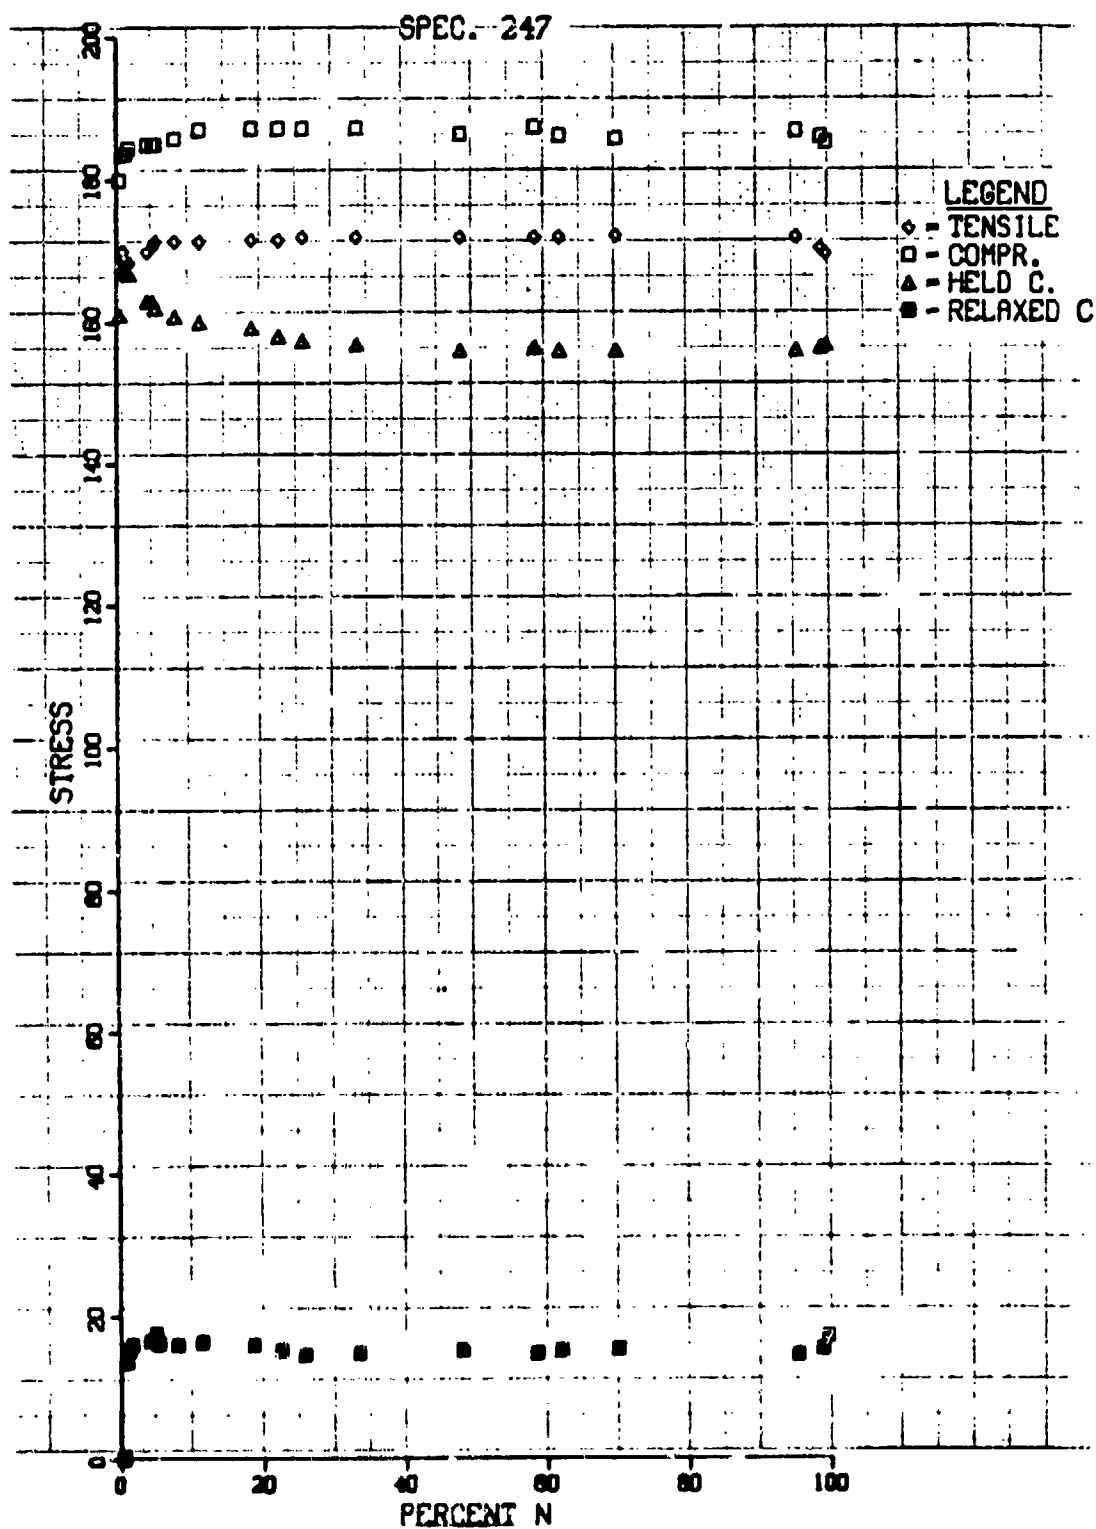 SPEC. 247
200
180
160
140
120
100
80
60
40
20
0
STRESS
LEGEND
◇ = TENSILE
□ = COMPR.
△ = HELD C.
■ = RELAXED C
0 20 40 60 80 100
PERCENT N